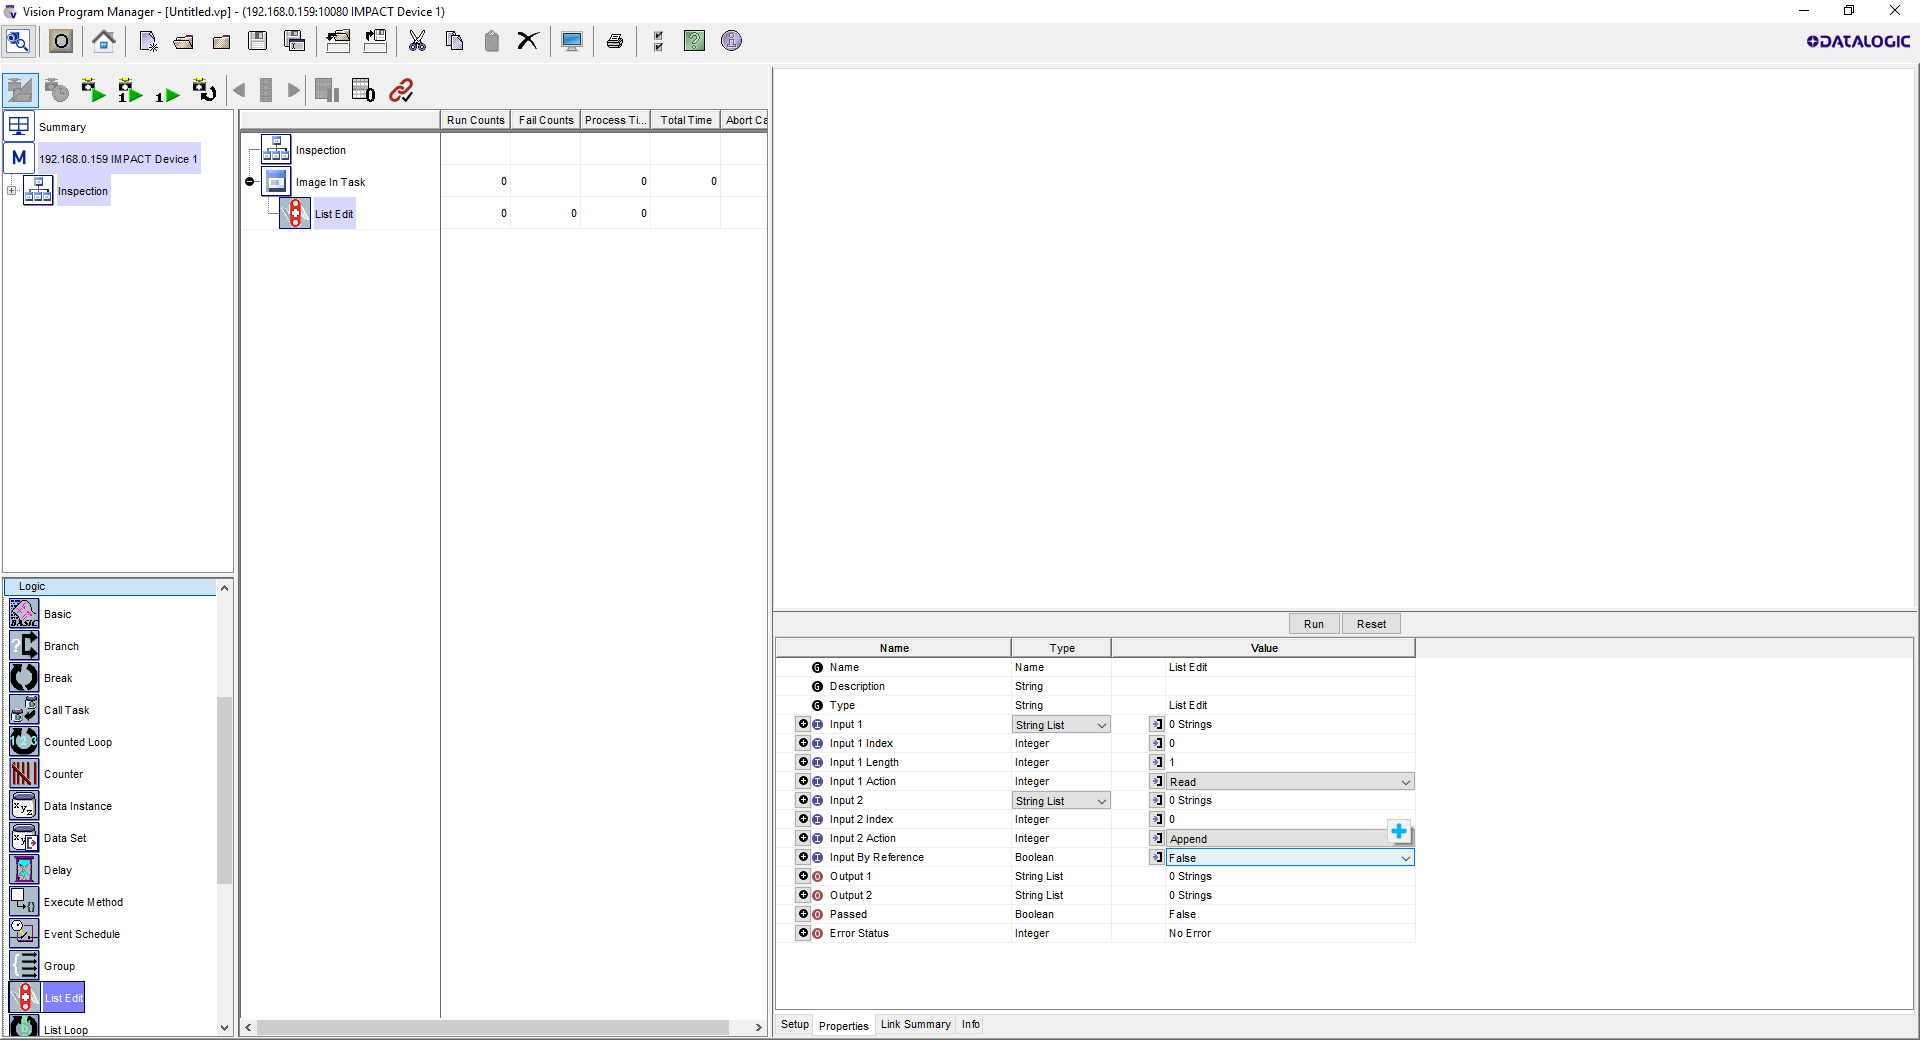 Vision Program Manager - [Untitled.vp] - (192.168.0.159:10080 IMPACT Device 1)
DATALOGIC
Summary
M 192.168.0.159 IMPACT Device 1
Inspection
Run Counts Fail Counts Process Ti... Total Time Abort Ca
Inspection
Image In Task 0 0 0
List Edit 0 0 0
Logic
Basic
Branch
Break
Call Task
Counted Loop
Counter
Data Instance
Data Set
Delay
Execute Method
Event Schedule
Group
List Edit
List Loop
Run Reset
Name Type Value
Name Name List Edit
Description String
Type String List Edit
Input 1 String List 0 Strings
Input 1 Index Integer 0
Input 1 Length Integer 1
Input 1 Action Integer Read
Input 2 String List 0 Strings
Input 2 Index Integer 0
Input 2 Action Integer Append
Input By Reference Boolean False
Output 1 String List 0 Strings
Output 2 String List 0 Strings
Passed Boolean False
Error Status Integer No Error
Setup Properties Link Summary Info